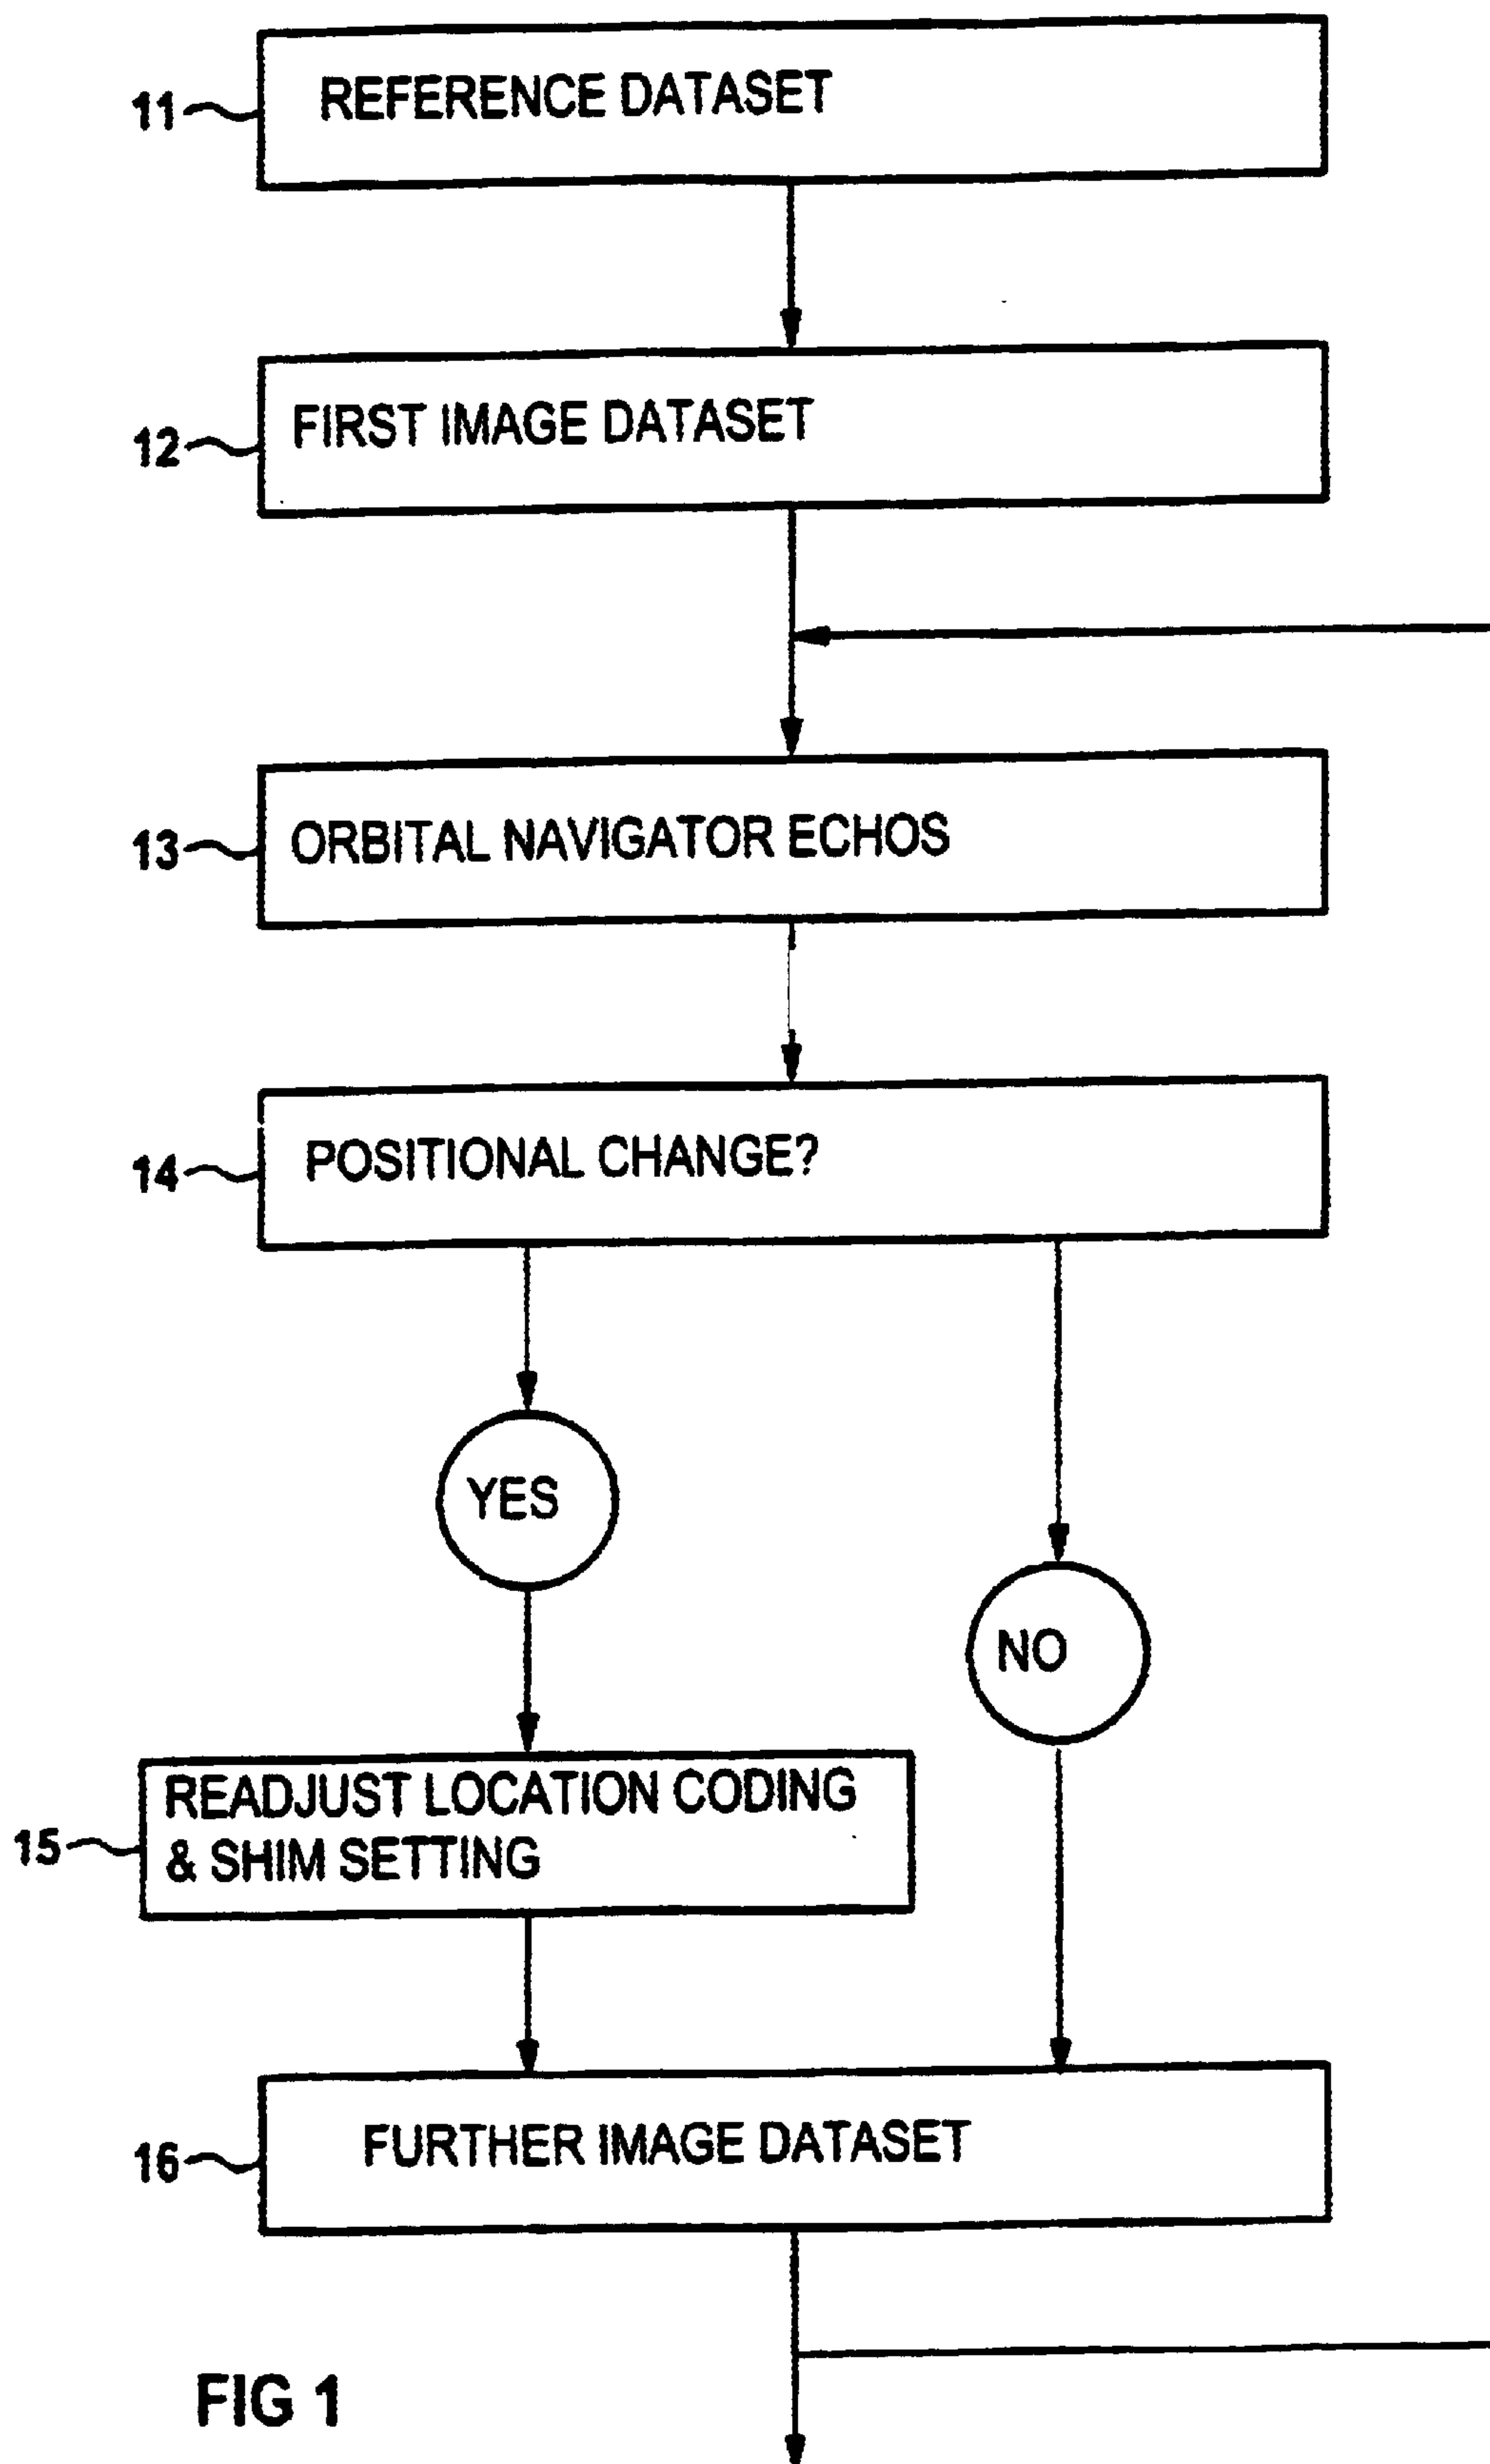 11 REFERENCE DATASET
12 FIRST IMAGE DATASET
13 ORBITAL NAVIGATOR ECHOS
14 POSITIONAL CHANGE?
YES
NO
15 READJUST LOCATION CODING
& SHIM SETTING
16 FURTHER IMAGE DATASET
FIG 1